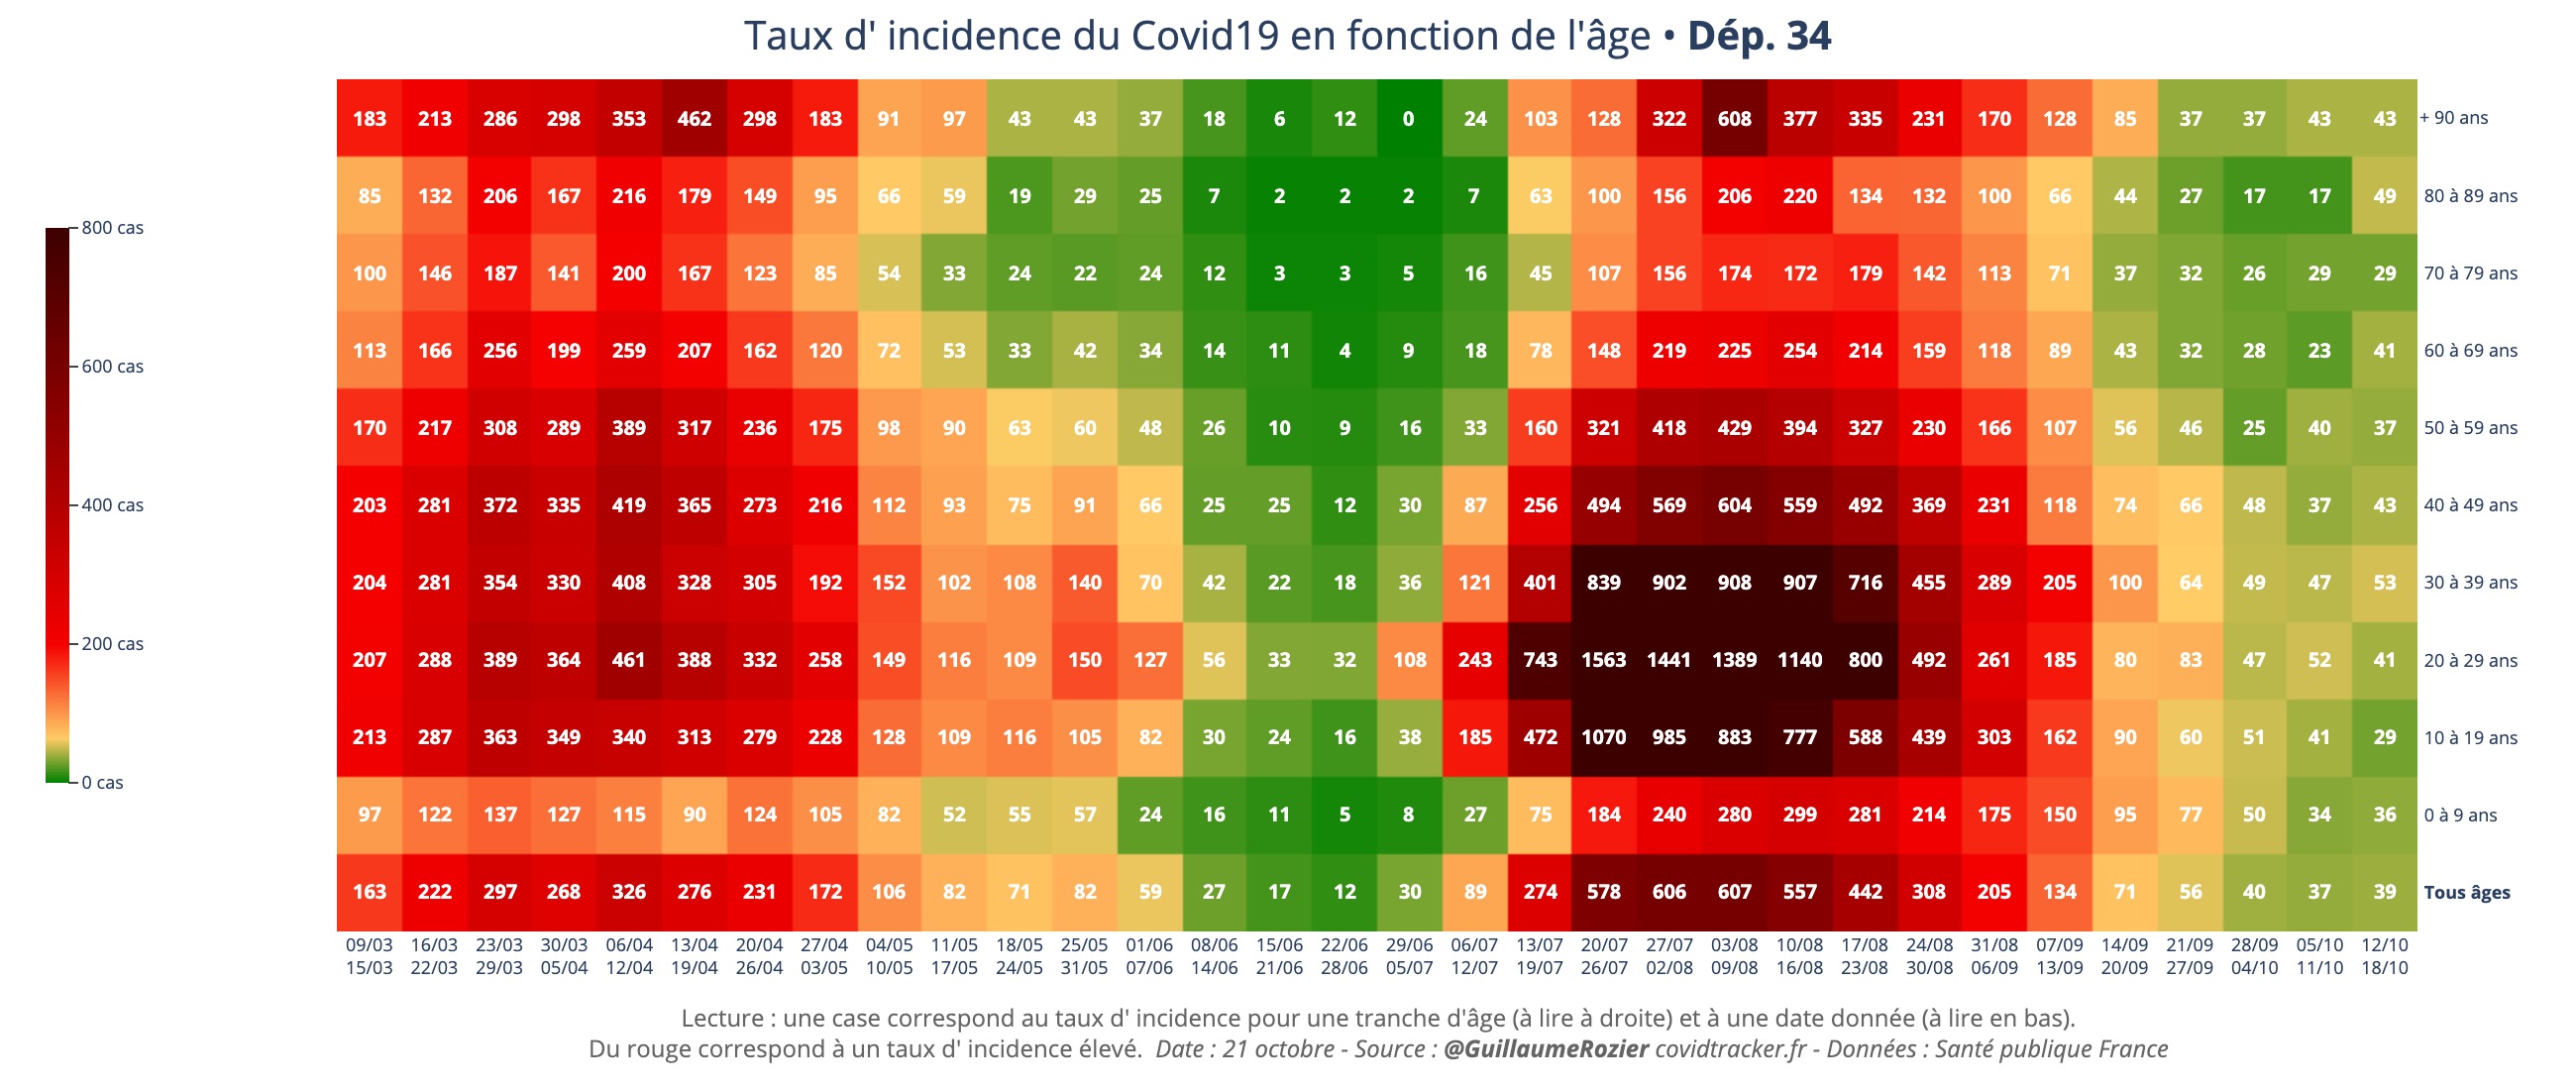 Taux d' incidence du Covid19 en fonction de l'âge • Dép. 34
183 213 286 298 353 462 298 183 91 97 43 43 37 18 6 12 0 24 103 128 322 608 377 335 231 170 128 85 37 37 43 43 + 90 ans
85 132 206 167 216 179 149 95 66 59 19 29 25 7 2 2 2 7 63 100 156 206 220 134 132 100 66 44 27 17 17 49 80 à 89 ans
800 cas
100 146 187 141 200 167 123 85 54 33 24 22 24 12 3 3 5 16 45 107 156 174 172 179 142 113 71 37 32 26 29 29 70 à 79 ans
113 166 256 199 259 207 162 120 72 53 33 42 34 14 11 4 9 18 78 148 219 225 254 214 159 118 89 43 32 28 23 41 60 à 69 ans
600 cas
170 217 308 289 389 317 236 175 98 90 63 60 48 26 10 9 16 33 160 321 418 429 394 327 230 166 107 56 46 25 40 37 50 à 59 ans
400 cas
203 281 372 335 419 365 273 216 112 93 75 91 66 25 25 12 30 87 256 494 569 604 559 492 369 231 118 74 66 48 37 43 40 à 49 ans
204 281 354 330 408 328 305 192 152 102 108 140 70 42 22 18 36 121 401 839 902 908 907 716 455 289 205 100 64 49 47 53 30 à 39 ans
200 cas
207 288 389 364 461 388 332 258 149 116 109 150 127 56 33 32 108 243 743 1563 1441 1389 1140 800 492 261 185 80 83 47 52 41 20 à 29 ans
213 287 363 349 340 313 279 228 128 109 116 105 82 30 24 16 38 185 472 1070 985 883 777 588 439 303 162 90 60 51 41 29 10 à 19 ans
0 cas
97 122 137 127 115 90 124 105 82 52 55 57 24 16 11 5 8 27 75 184 240 280 299 281 214 175 150 95 77 50 34 36 0 à 9 ans
163 222 297 268 326 276 231 172 106 82 71 82 59 27 17 12 30 89 274 578 606 607 557 442 308 205 134 71 56 40 37 39 Tous âges
09/03 16/03 23/03 30/03 06/04 13/04 20/04 27/04 04/05 11/05 18/05 25/05 01/06 08/06 15/06 22/06 29/06 06/07 13/07 20/07 27/07 03/08 10/08 17/08 24/08 31/08 07/09 14/09 21/09 28/09 05/10 12/10
15/03 22/03 29/03 05/04 12/04 19/04 26/04 03/05 10/05 17/05 24/05 31/05 07/06 14/06 21/06 28/06 05/07 12/07 19/07 26/07 02/08 09/08 16/08 23/08 30/08 06/09 13/09 20/09 27/09 04/10 11/10 18/10
Lecture : une case correspond au taux d' incidence pour une tranche d'âge (à lire à droite) et à une date donnée (à lire en bas).
Du rouge correspond à un taux d' incidence élevé. Date : 21 octobre - Source : @GuillaumeRozier covidtracker.fr - Données : Santé publique France